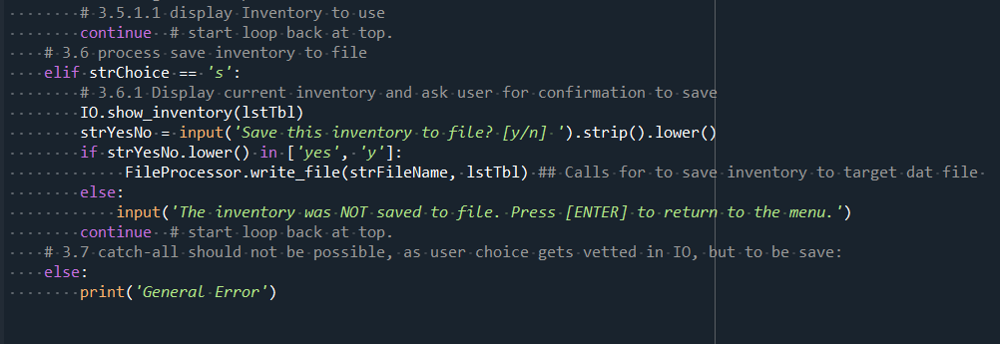 # 3.5.1.1 display Inventory to use
continue # start loop back at top.
# 3.6 process save inventory to file
elif strChoice == 's':
# 3.6.1 Display current inventory and ask user for confirmation to save
IO.show_inventory(lstTbl)
strYesNo = input('Save this inventory to file? [y/n] ').strip().lower()
if strYesNo.lower() in ['yes', 'y']:
FileProcessor.write_file(strFileName, lstTbl) ## Calls for to save inventory to target dat file
else:
input('The inventory was NOT saved to file. Press [ENTER] to return to the menu.')
continue # start loop back at top.
# 3.7 catch-all should not be possible, as user choice gets vetted in IO, but to be save:
else:
print('General Error')